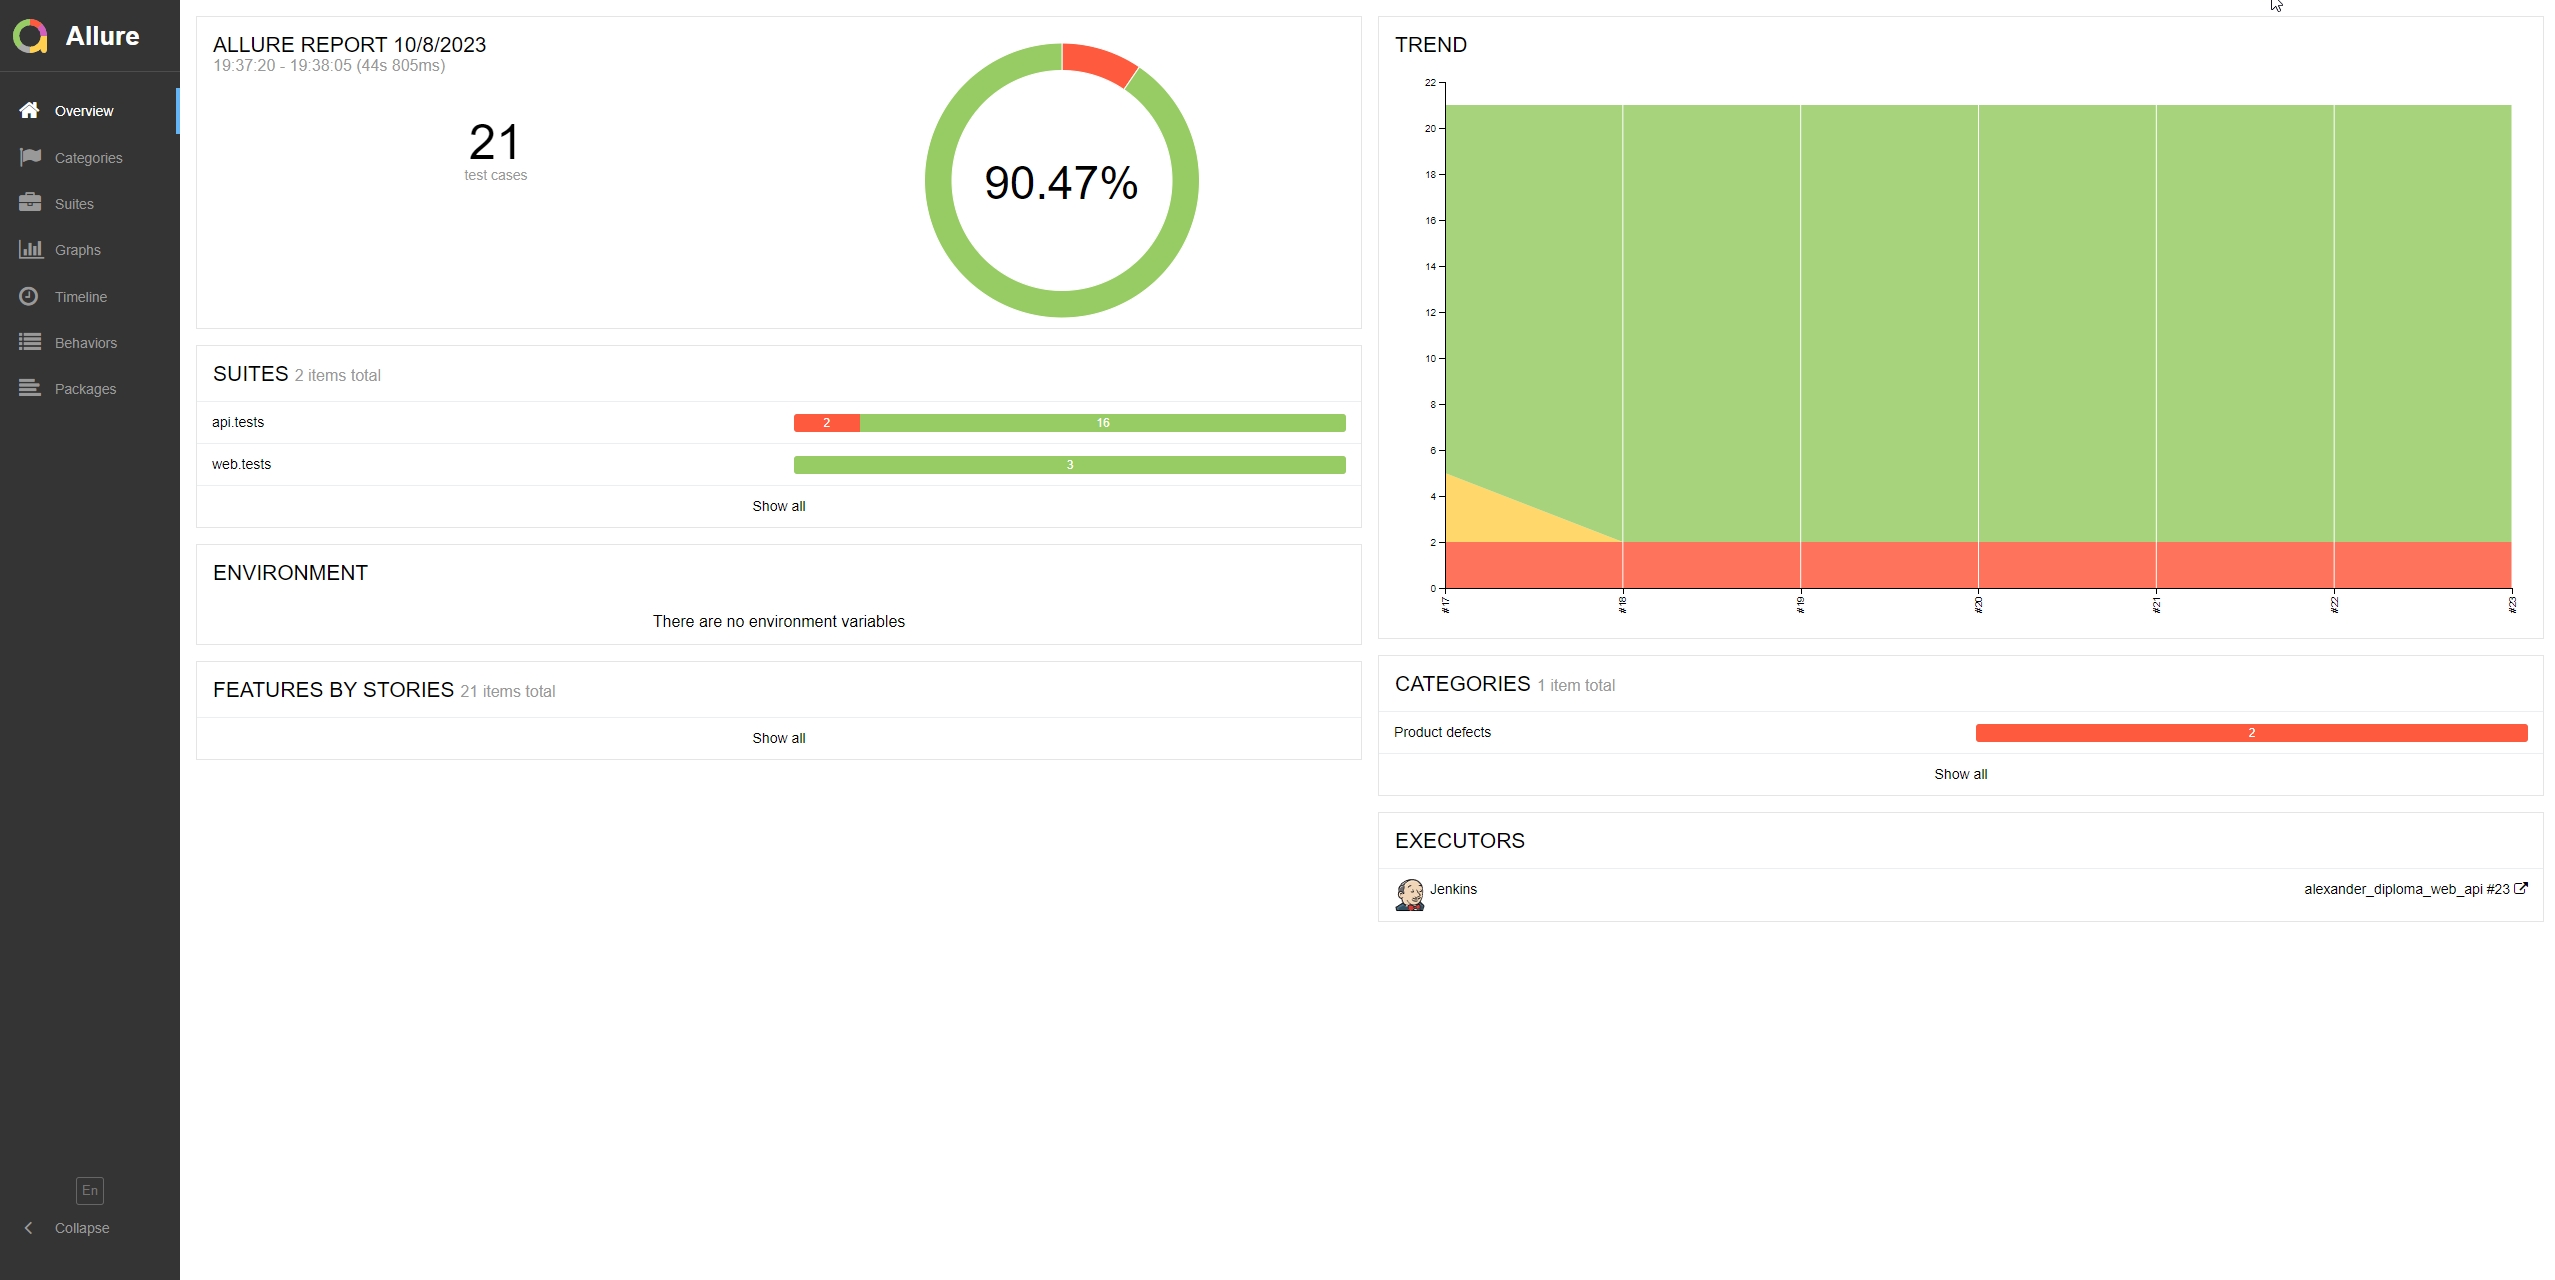 Allure
Overview
Categories
Suites
Graphs
Timeline
Behaviors
Packages
En
Collapse
ALLURE REPORT 10/8/2023
19:37:20 - 19:38:05 (44s 805ms)
21
test cases
90.47%
SUITES 2 items total
api.tests 2 16
web.tests 3
Show all
ENVIRONMENT
There are no environment variables
FEATURES BY STORIES 21 items total
Show all
TREND
22
20
18
16
14
12
10
8
6
4
2
0
#17 #18 #19 #20 #21 #22 #23
CATEGORIES 1 item total
Product defects 2
Show all
EXECUTORS
Jenkins alexander_diploma_web_api #23